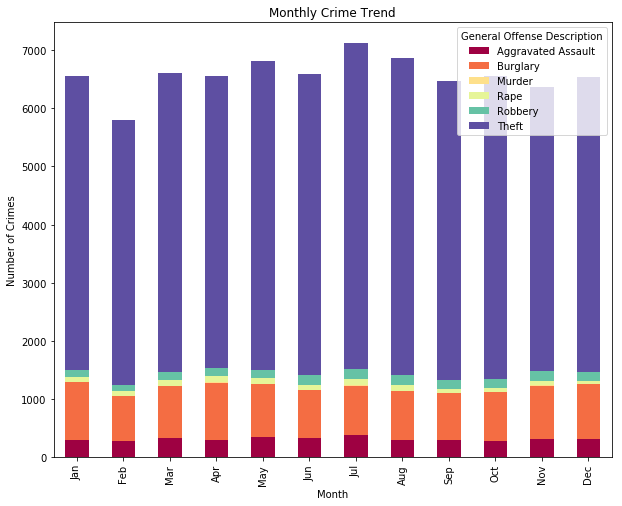 Monthly Crime Trend
General Offense Description
Aggravated Assault
Burglary
Murder
Rape
Robbery
Theft
Number of Crimes
7000
6000
5000
4000
3000
2000
1000
0
Jan
Feb
Mar
Apr
May
Jun
Jul
Aug
Sep
Oct
Nov
Dec
Month